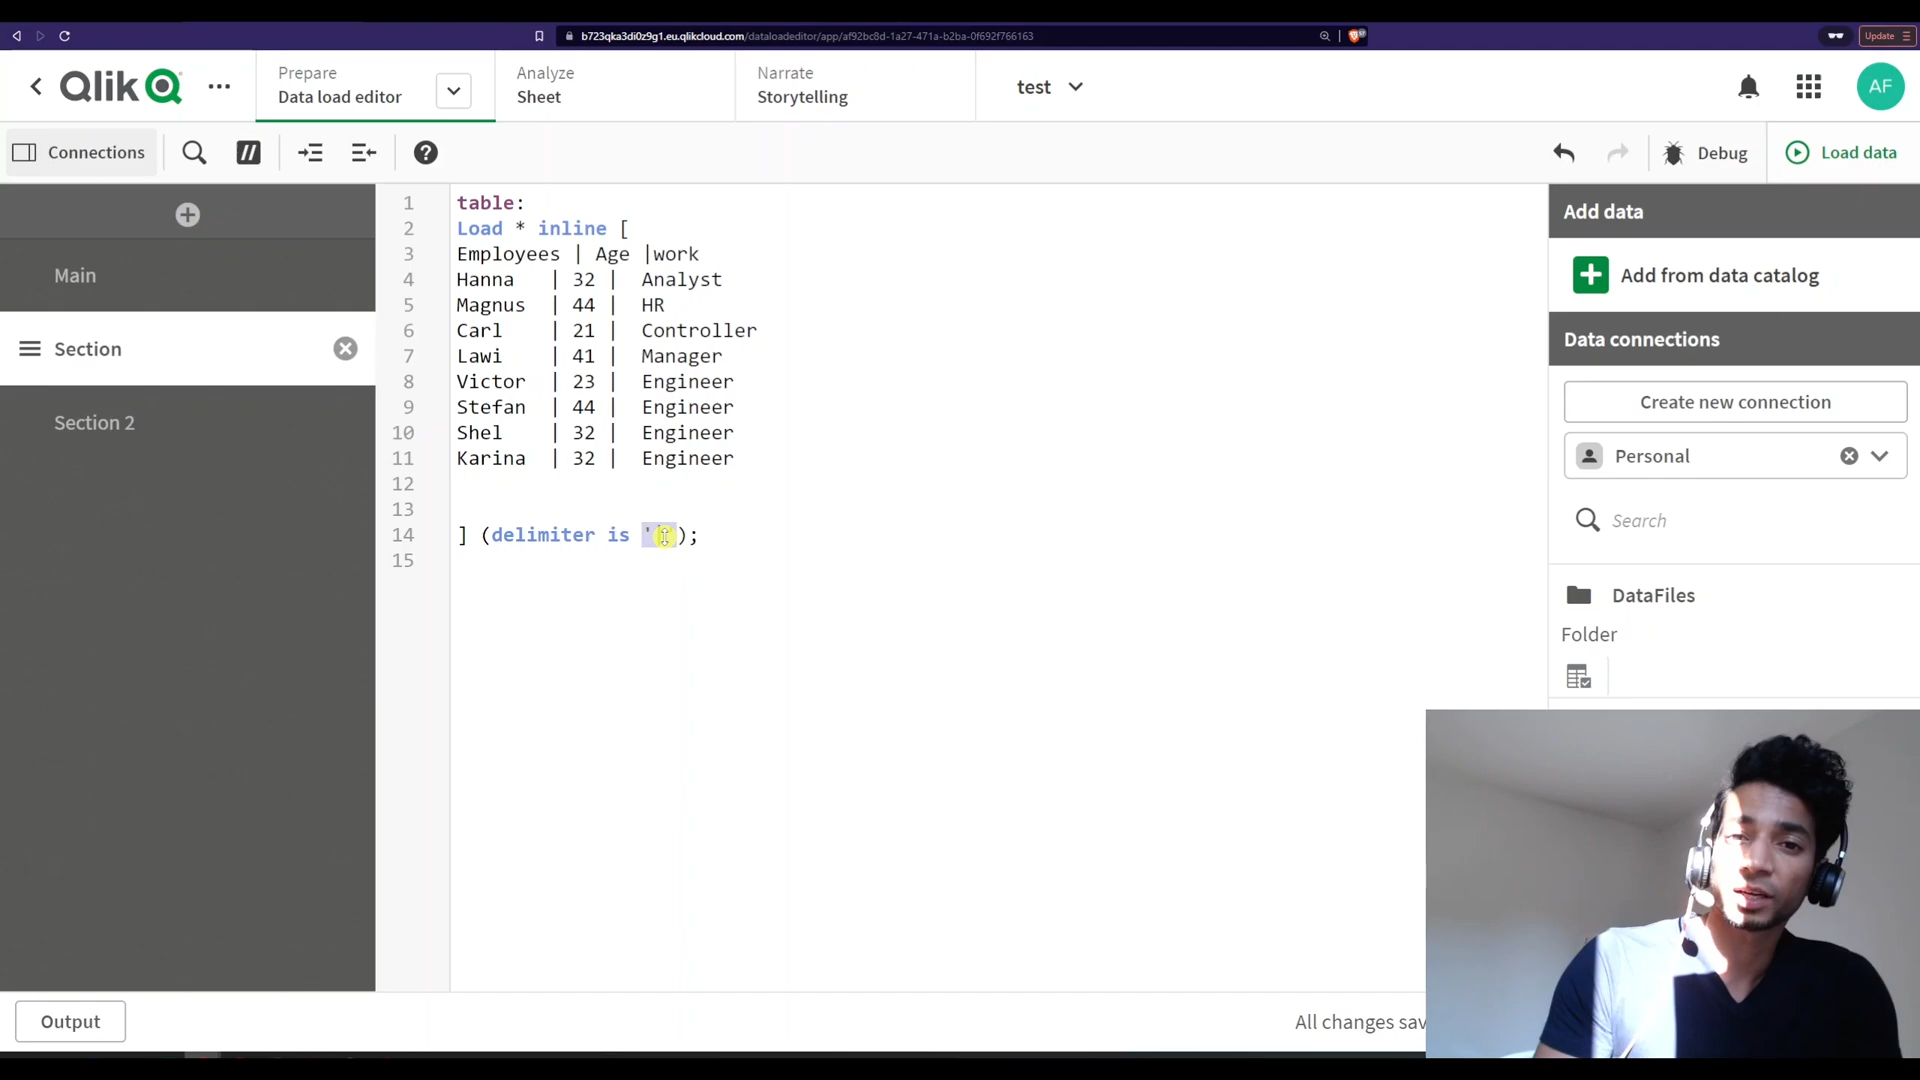 b723qka3di0z9g1.eu.qlikcloud.com/dataloadeditor/app/af92bc8d-1a27-471a-b2ba-0f692f766163
Update
Qlik
Prepare
Data load editor
Analyze
Sheet
Narrate
Storytelling
test
AF
Connections
//
?
Debug
Load data
Main
Section
Section 2
1 table:
2 Load * inline [
3 Employees | Age |work
4 Hanna | 32 | Analyst
5 Magnus | 44 | HR
6 Carl | 21 | Controller
7 Lawi | 41 | Manager
8 Victor | 23 | Engineer
9 Stefan | 44 | Engineer
10 Shel | 32 | Engineer
11 Karina | 32 | Engineer
12
13
14 ] (delimiter is ' );
15
Add data
Add from data catalog
Data connections
Create new connection
Personal
Search
DataFiles
Folder
Output
All changes sav